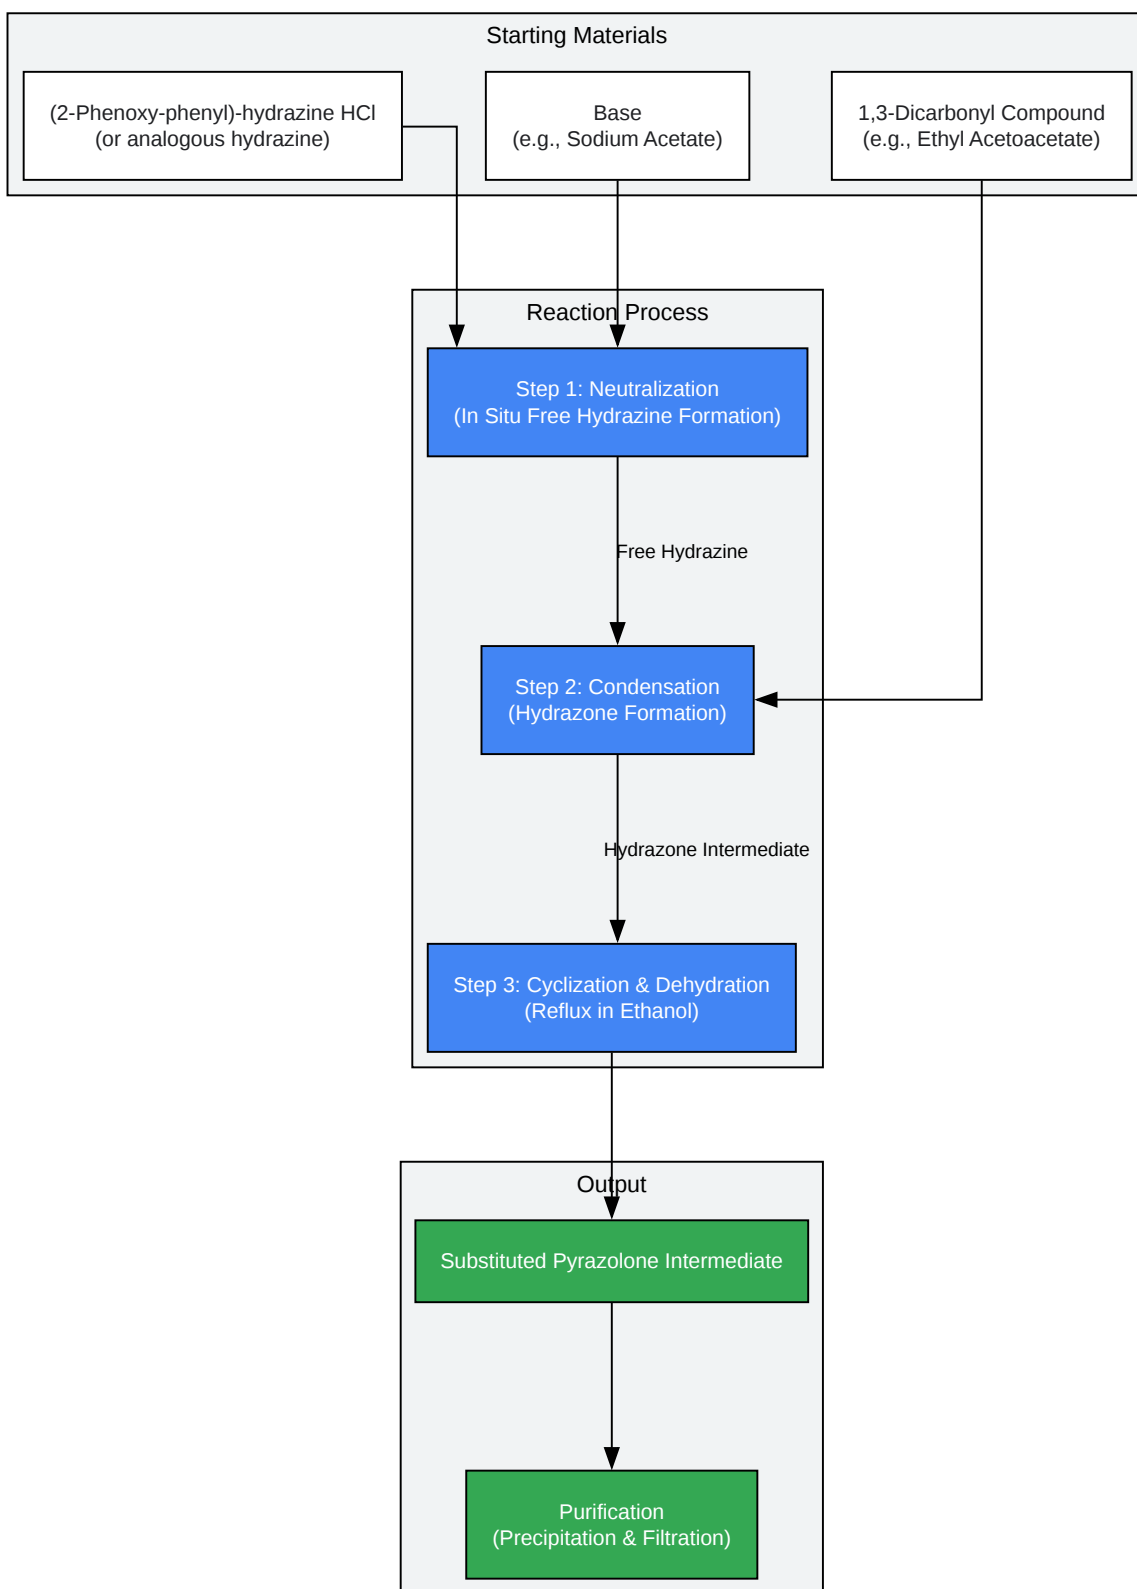 Starting Materials
(2-Phenoxy-phenyl)-hydrazine HCl
(or analogous hydrazine)
Base
(e.g., Sodium Acetate)
1,3-Dicarbonyl Compound
(e.g., Ethyl Acetoacetate)
Reaction Process
Step 1: Neutralization
(In Situ Free Hydrazine Formation)
Free Hydrazine
Step 2: Condensation
(Hydrazone Formation)
Hydrazone Intermediate
Step 3: Cyclization & Dehydration
(Reflux in Ethanol)
Output
Substituted Pyrazolone Intermediate
Purification
(Precipitation & Filtration)